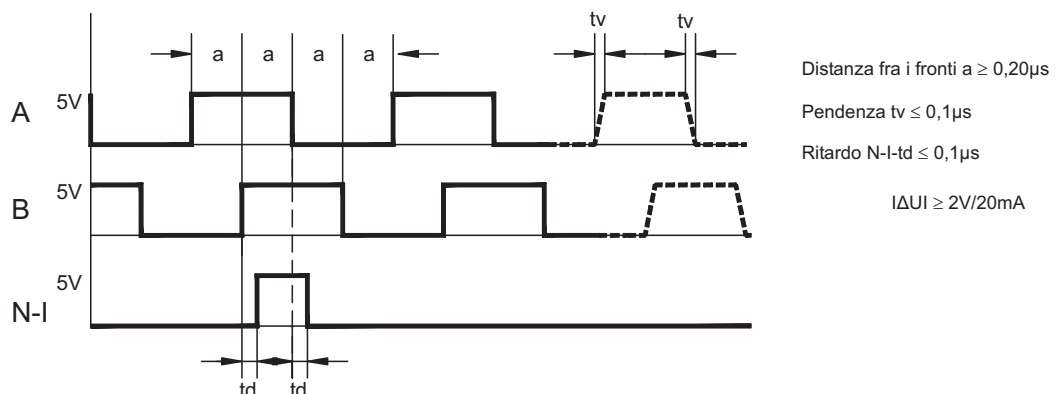 tv tv
a a a a
A 5V
B 5V
N-I 5V
td td
Distanza fra i fronti a ≥ 0,20µs
Pendenza tv ≤ 0,1µs
Ritardo N-I-td ≤ 0,1µs
IΔUI ≥ 2V/20mA